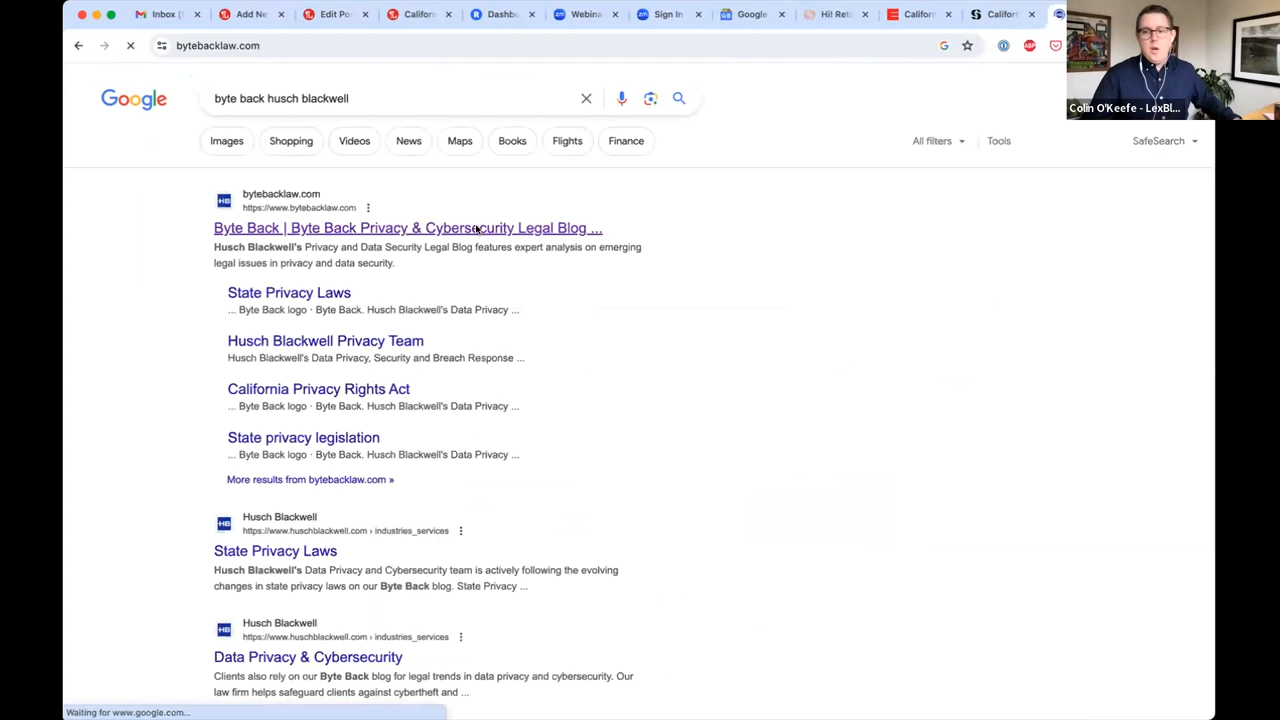 Inbox (
Add Ne
Edit Po
Californ
Dashb
Webina
Sign In
Google
Hi! Ret
Californ
Californ
bytebacklaw.com
Google
byte back husch blackwell
Images
Shopping
Videos
News
Maps
Books
Flights
Finance
All filters
Tools
SafeSearch
Colin O'Keefe - LexBl...
bytebacklaw.com
https://www.bytebacklaw.com
Byte Back | Byte Back Privacy & Cybersecurity Legal Blog ...
Husch Blackwell's Privacy and Data Security Legal Blog features expert analysis on emerging
legal issues in privacy and data security.
State Privacy Laws
... Byte Back logo · Byte Back. Husch Blackwell's Data Privacy ...
Husch Blackwell Privacy Team
Husch Blackwell's Data Privacy, Security and Breach Response ...
California Privacy Rights Act
... Byte Back logo · Byte Back. Husch Blackwell's Data Privacy ...
State privacy legislation
... Byte Back logo · Byte Back. Husch Blackwell's Data Privacy ...
More results from bytebacklaw.com »
HB
Husch Blackwell
https://www.huschblackwell.com › industries_services
State Privacy Laws
Husch Blackwell's Data Privacy and Cybersecurity team is actively following the evolving
changes in state privacy laws on our Byte Back blog. State Privacy ...
HB
Husch Blackwell
https://www.huschblackwell.com › industries_services
Data Privacy & Cybersecurity
Clients also rely on our Byte Back blog for legal trends in data privacy and cybersecurity. Our
law firm helps safeguard clients against cybertheft and ...
Waiting for www.google.com...